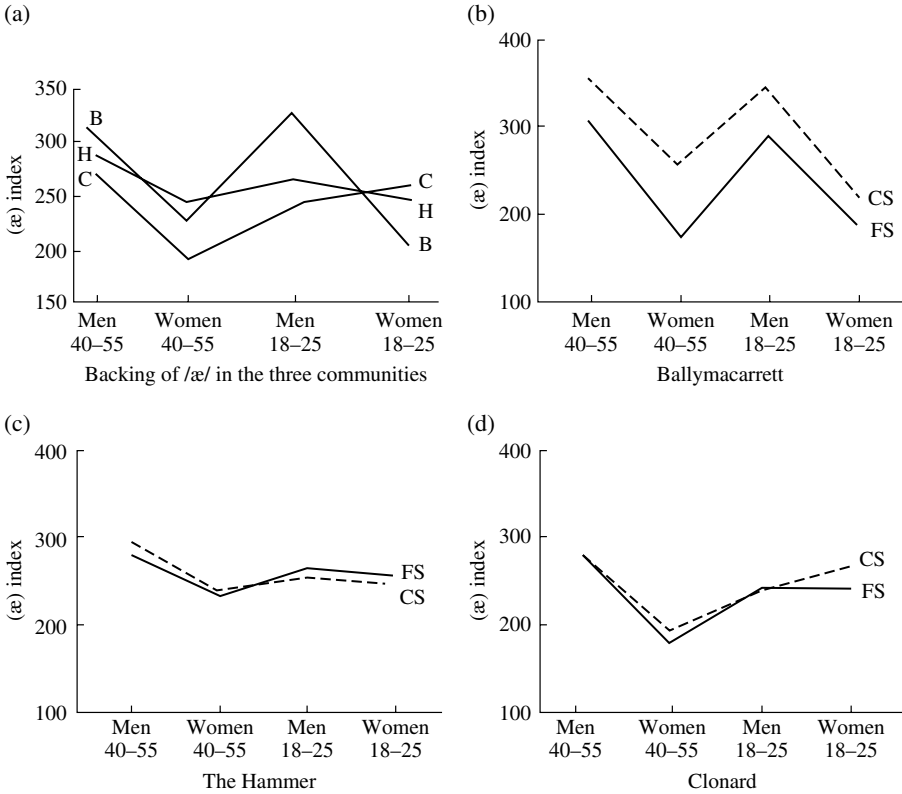 (a)
350
300
250
200
150
(æ) index
B
H
C
C
H
B
Men Women Men Women
40–55 40–55 18–25 18–25
Backing of /æ/ in the three communities
(b)
400
300
200
100
(æ) index
CS
FS
Men Women Men Women
40–55 40–55 18–25 18–25
Ballymacarrett
(c)
400
300
200
100
(æ) index
FS
CS
Men Women Men Women
40–55 40–55 18–25 18–25
The Hammer
(d)
400
300
200
100
(æ) index
CS
FS
Men Women Men Women
40–55 40–55 18–25 18–25
Clonard